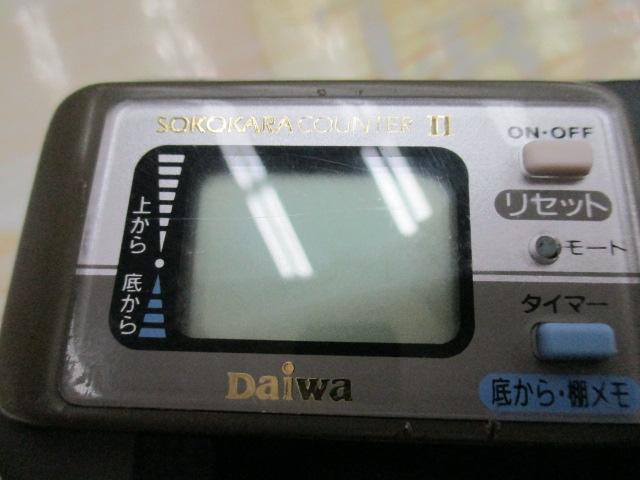 SOKOKARA COUNTER II
ON・OFF
リセット
モート
タイマー
底から・棚メモ
上から
底から
Daiwa